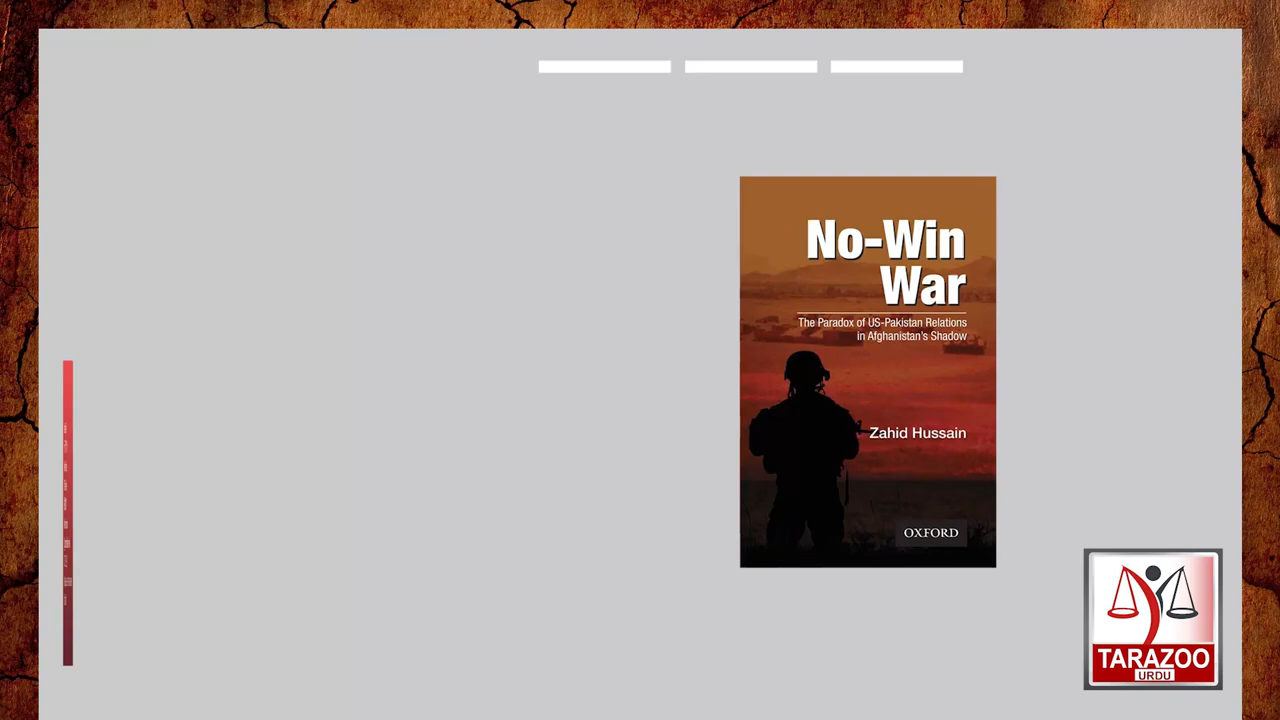 No-Win
War
The Paradox of US-Pakistan Relations
in Afghanistan's Shadow
Zahid Hussain
OXFORD
TARAZOO
URDU